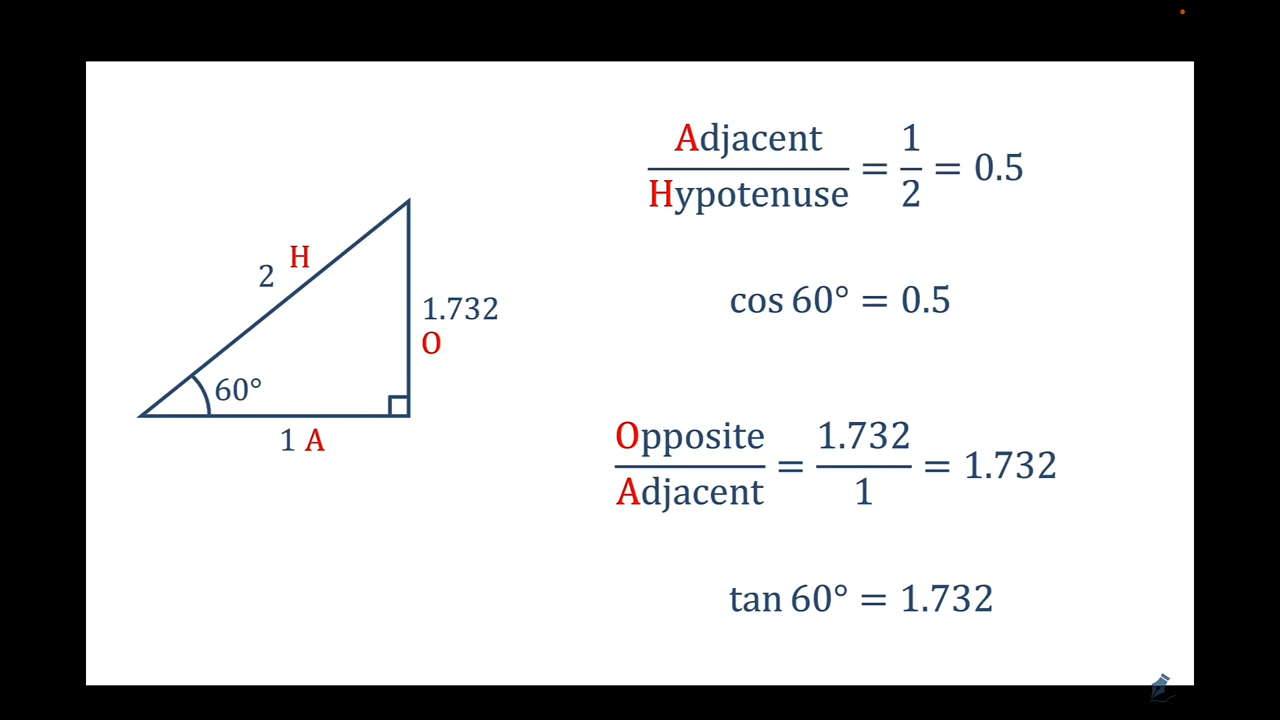 Adjacent
Hypotenuse
= 1/2 = 0.5
H
2
cos 60° = 0.5
1.732
O
60°
1 A
Opposite
Adjacent
= 1.732/1 = 1.732
tan 60° = 1.732